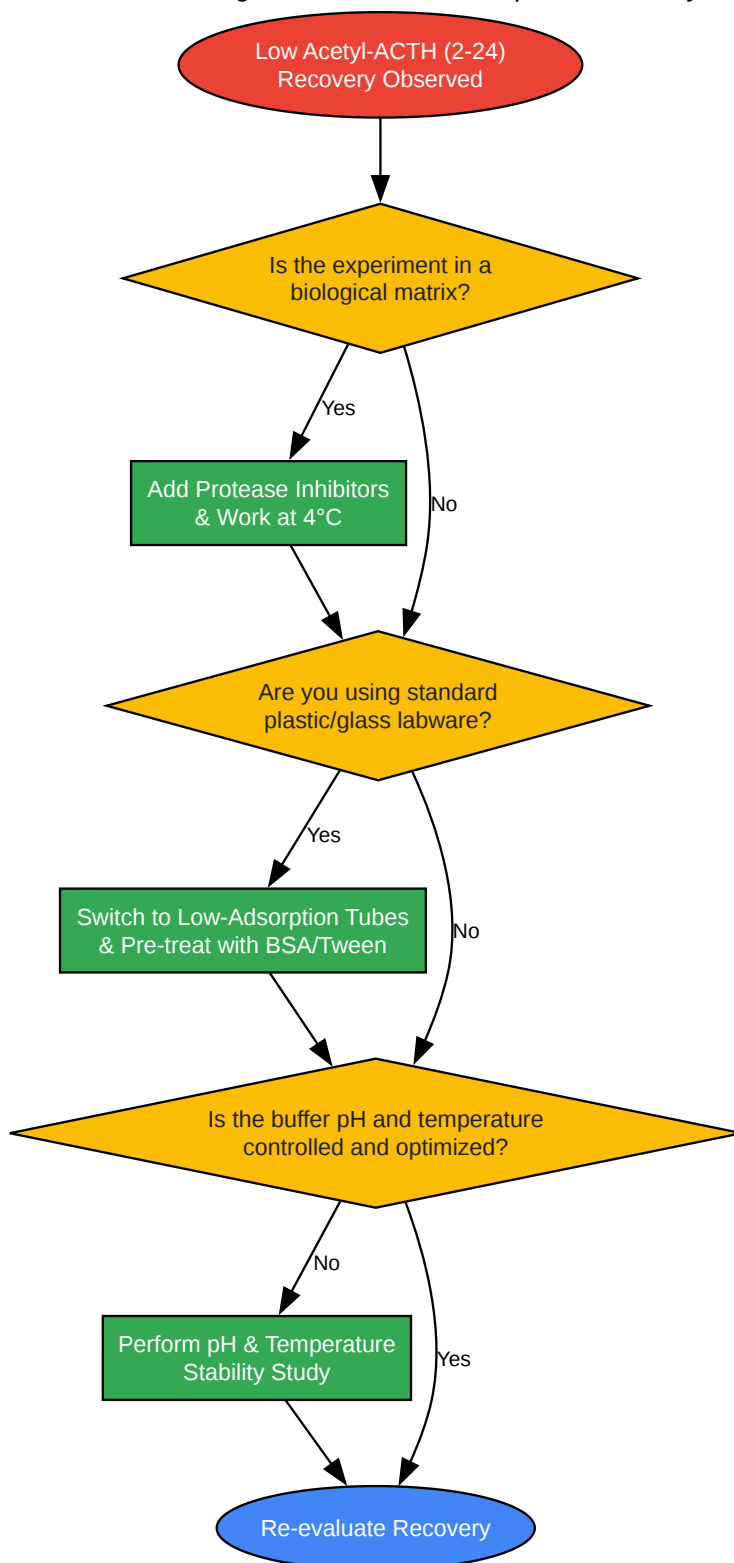 Low Acetyl-ACTH (2-24)
Recovery Observed
Is the experiment in a
biological matrix?
Yes
Add Protease Inhibitors
& Work at 4°C
No
Are you using standard
plastic/glass labware?
Yes
Switch to Low-Adsorption Tubes
& Pre-treat with BSA/Tween
No
Is the buffer pH and temperature
controlled and optimized?
No
Perform pH & Temperature
Stability Study
Yes
Re-evaluate Recovery